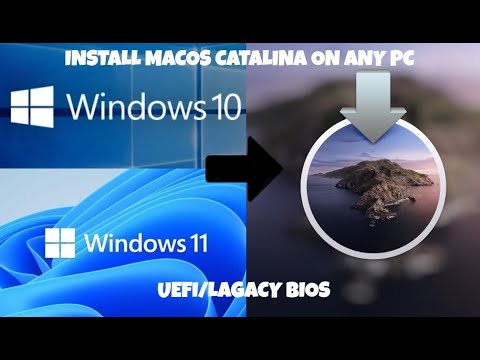 INSTALL MACOS CATALINA ON ANY PC
Windows 10
Windows 11
UEFI/LAGACY BIOS